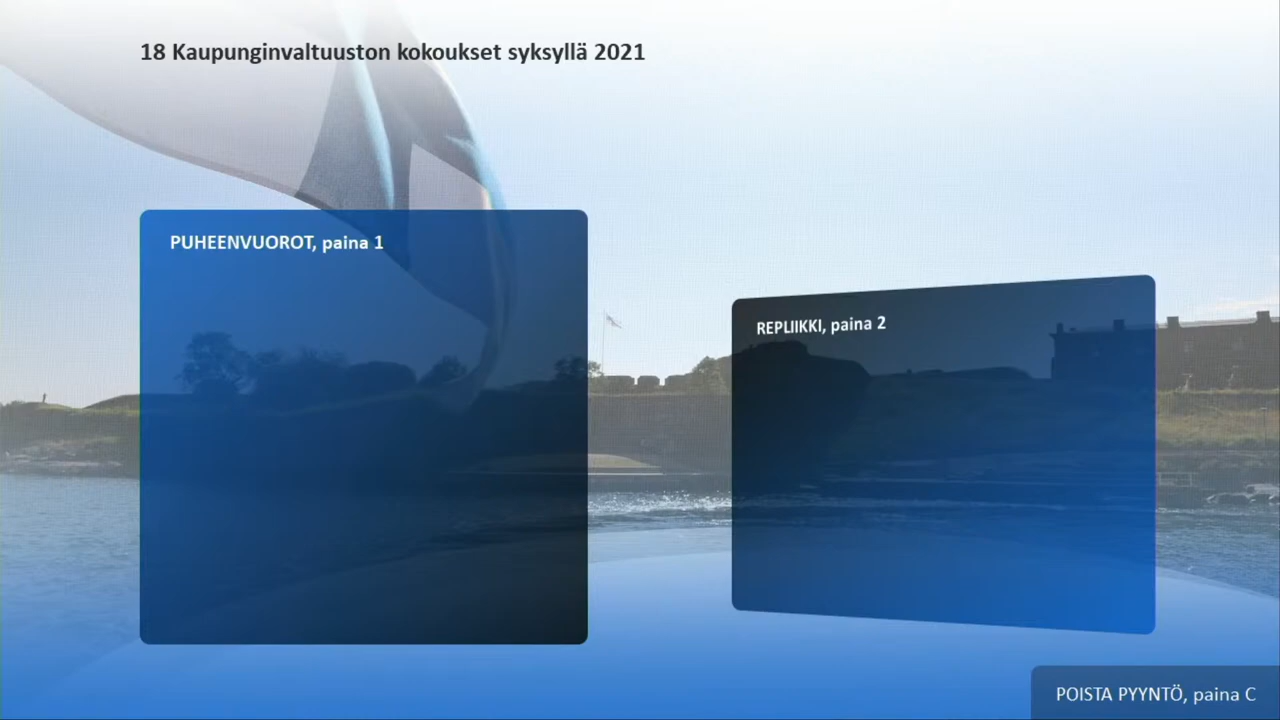 18 Kaupunginvaltuuston kokoukset syksyllä 2021
PUHEENVUOROT, paina 1
REPLIIKKI, paina 2
POISTA PYYNTÖ, paina C